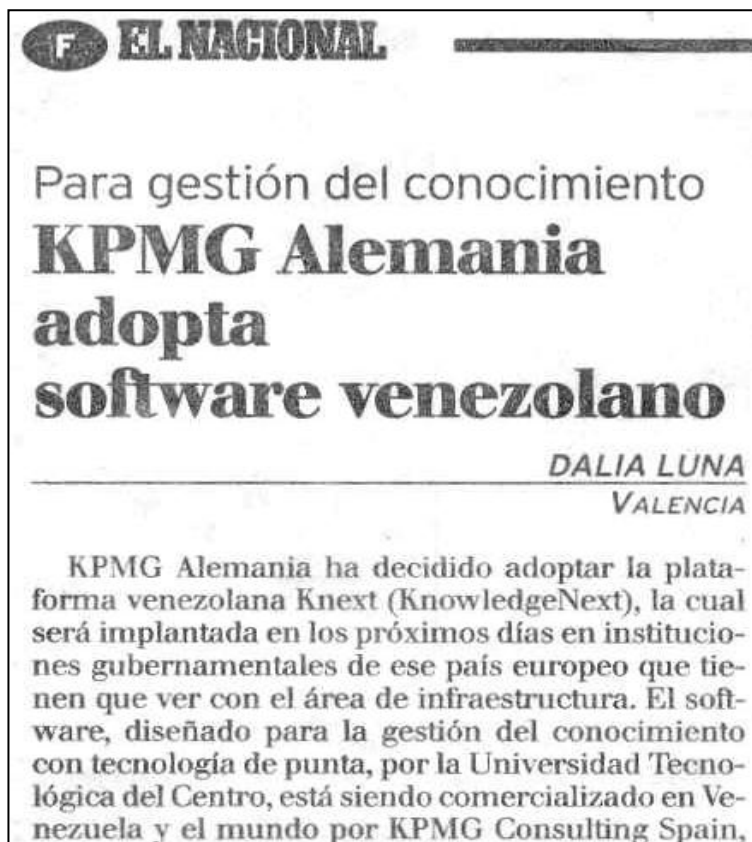 F EL NACIONAL
Para gestión del conocimiento
KPMG Alemania
adopta
software venezolano
DALIA LUNA
VALENCIA
KPMG Alemania ha decidido adoptar la plata-
forma venezolana Knext (KnowledgeNext), la cual
será implantada en los próximos días en institucio-
nes gubernamentales de ese país europeo que tie-
nen que ver con el área de infraestructura. El soft-
ware, diseñado para la gestión del conocimiento
con tecnología de punta, por la Universidad Tecno-
lógica del Centro, está siendo comercializado en Ve-
nezuela y el mundo por KPMG Consulting Spain,